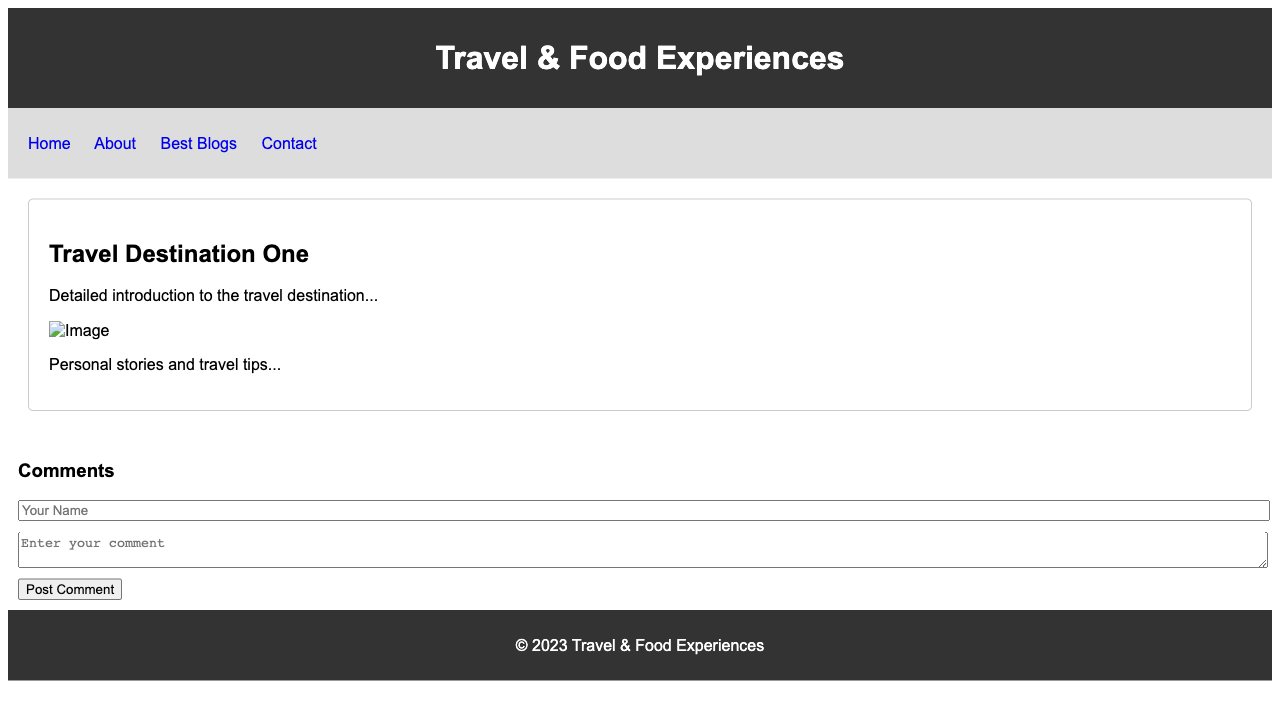 Travel & Food Experiences
Home About Best Blogs Contact
Travel Destination One
Detailed introduction to the travel destination...
Image
Personal stories and travel tips...
Comments
Your Name
Enter your comment
Post Comment
© 2023 Travel & Food Experiences